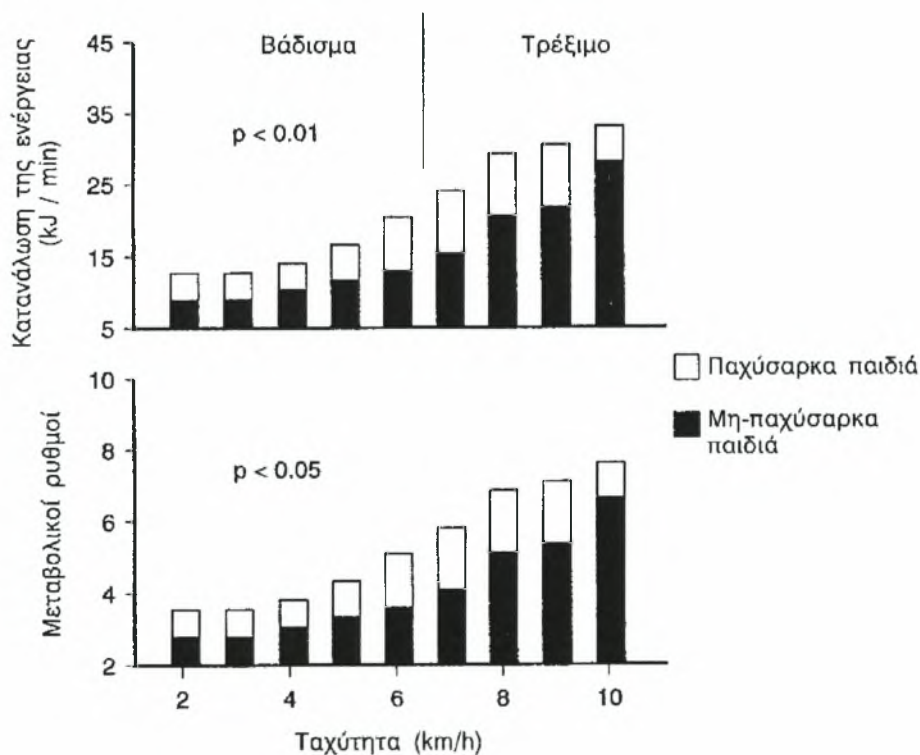 Βάδισμα Τρέξιμο
Κατανάλωση της ενέργειας
(kJ / min)
45
35
25
15
5
p < 0.01
Παχύσαρκα παιδιά
Μη-παχύσαρκα
παιδιά
Μεταβολικοί ρυθμοί
10
8
6
4
2
p < 0.05
2 4 6 8 10
Ταχύτητα (km/h)